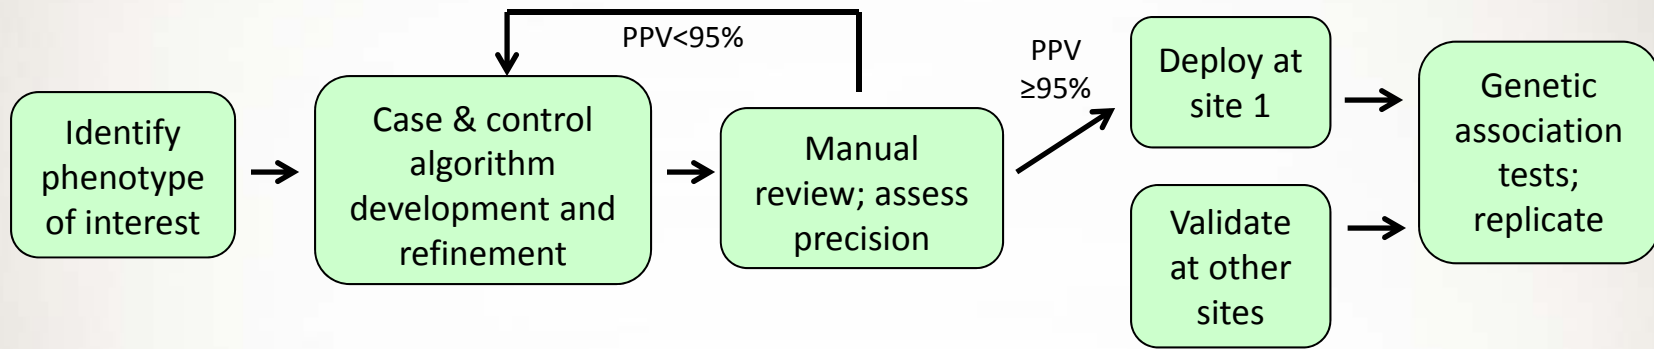 Identify
phenotype
of interest
Case & control
algorithm
development and
refinement
PPV<95%
Manual
review; assess
precision
PPV
≥95%
Deploy at
site 1
Validate
at other
sites
Genetic
association
tests;
replicate